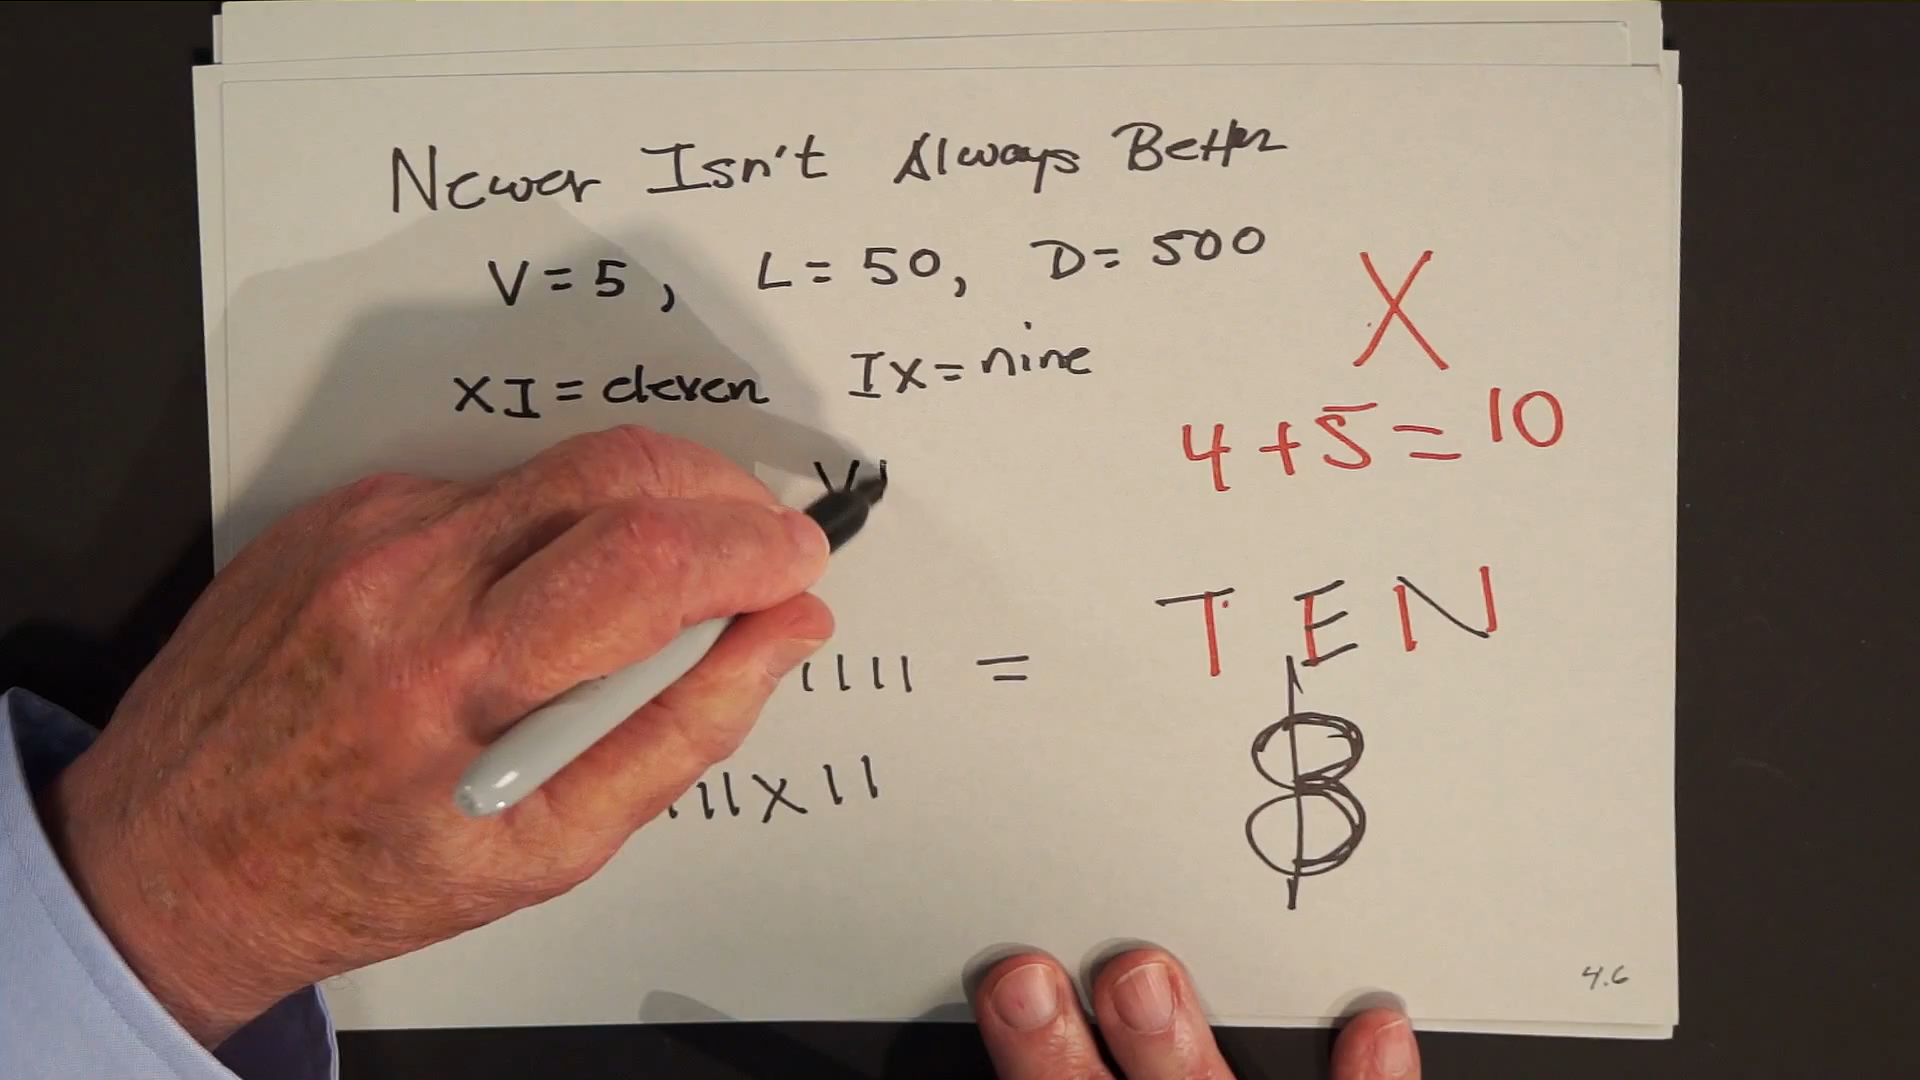 Newer Isn't Always Better
V = 5, L = 50, D = 500
X
XI = eleven IX = nine
4 + 5 = 10
VI
TEN
IIII =
IIIXII
4.6